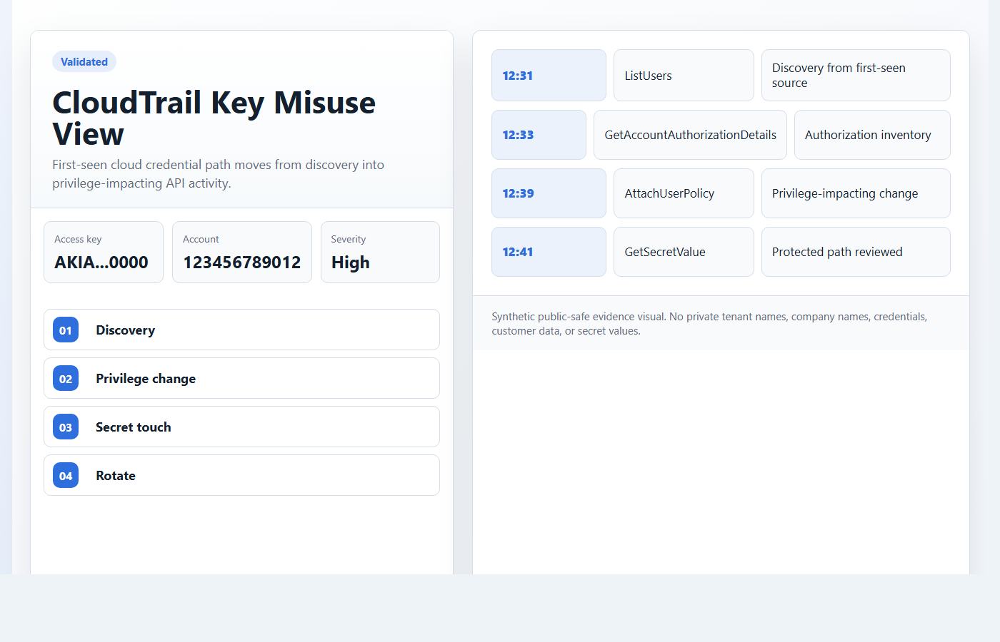 Validated
CloudTrail Key Misuse
View
First-seen cloud credential path moves from discovery into
privilege-impacting API activity.
Access key
AKIA...0000
Account
123456789012
Severity
High
01 Discovery
02 Privilege change
03 Secret touch
04 Rotate
12:31 ListUsers Discovery from first-seen
source
12:33 GetAccountAuthorizationDetails Authorization inventory
12:39 AttachUserPolicy Privilege-impacting change
12:41 GetSecretValue Protected path reviewed
Synthetic public-safe evidence visual. No private tenant names, company names, credentials,
customer data, or secret values.